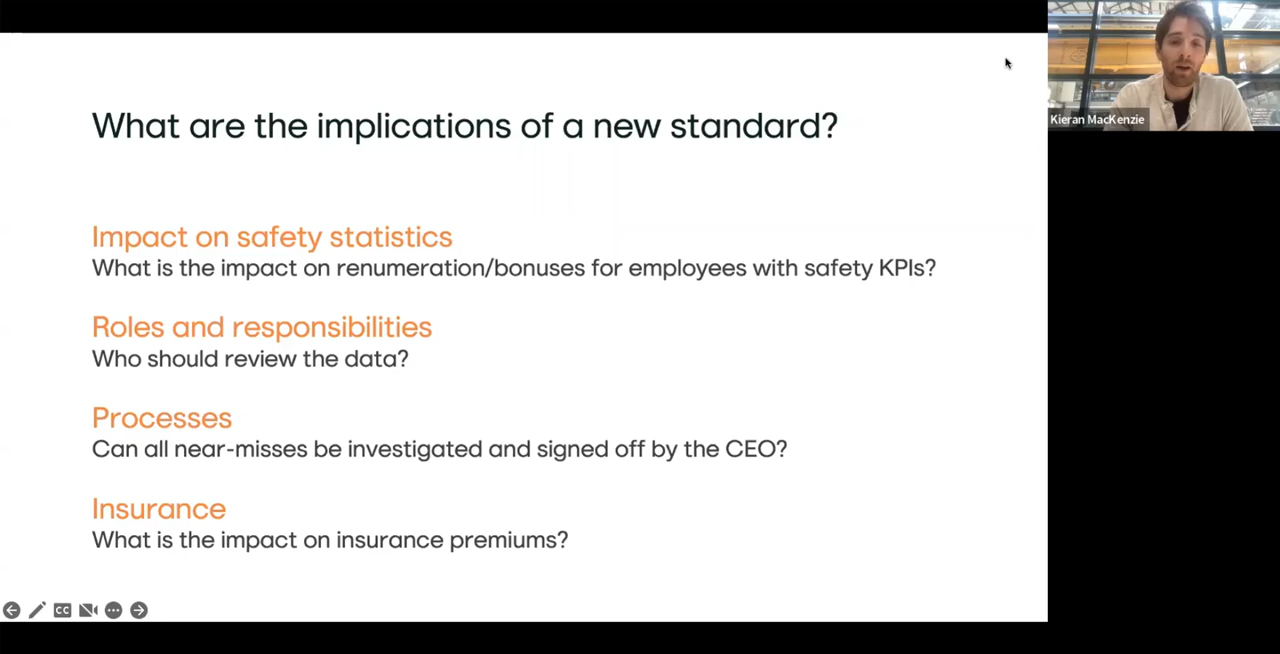 What are the implications of a new standard?
Impact on safety statistics
What is the impact on renumeration/bonuses for employees with safety KPIs?
Roles and responsibilities
Who should review the data?
Processes
Can all near-misses be investigated and signed off by the CEO?
Insurance
What is the impact on insurance premiums?
Kieran MacKenzie
CC